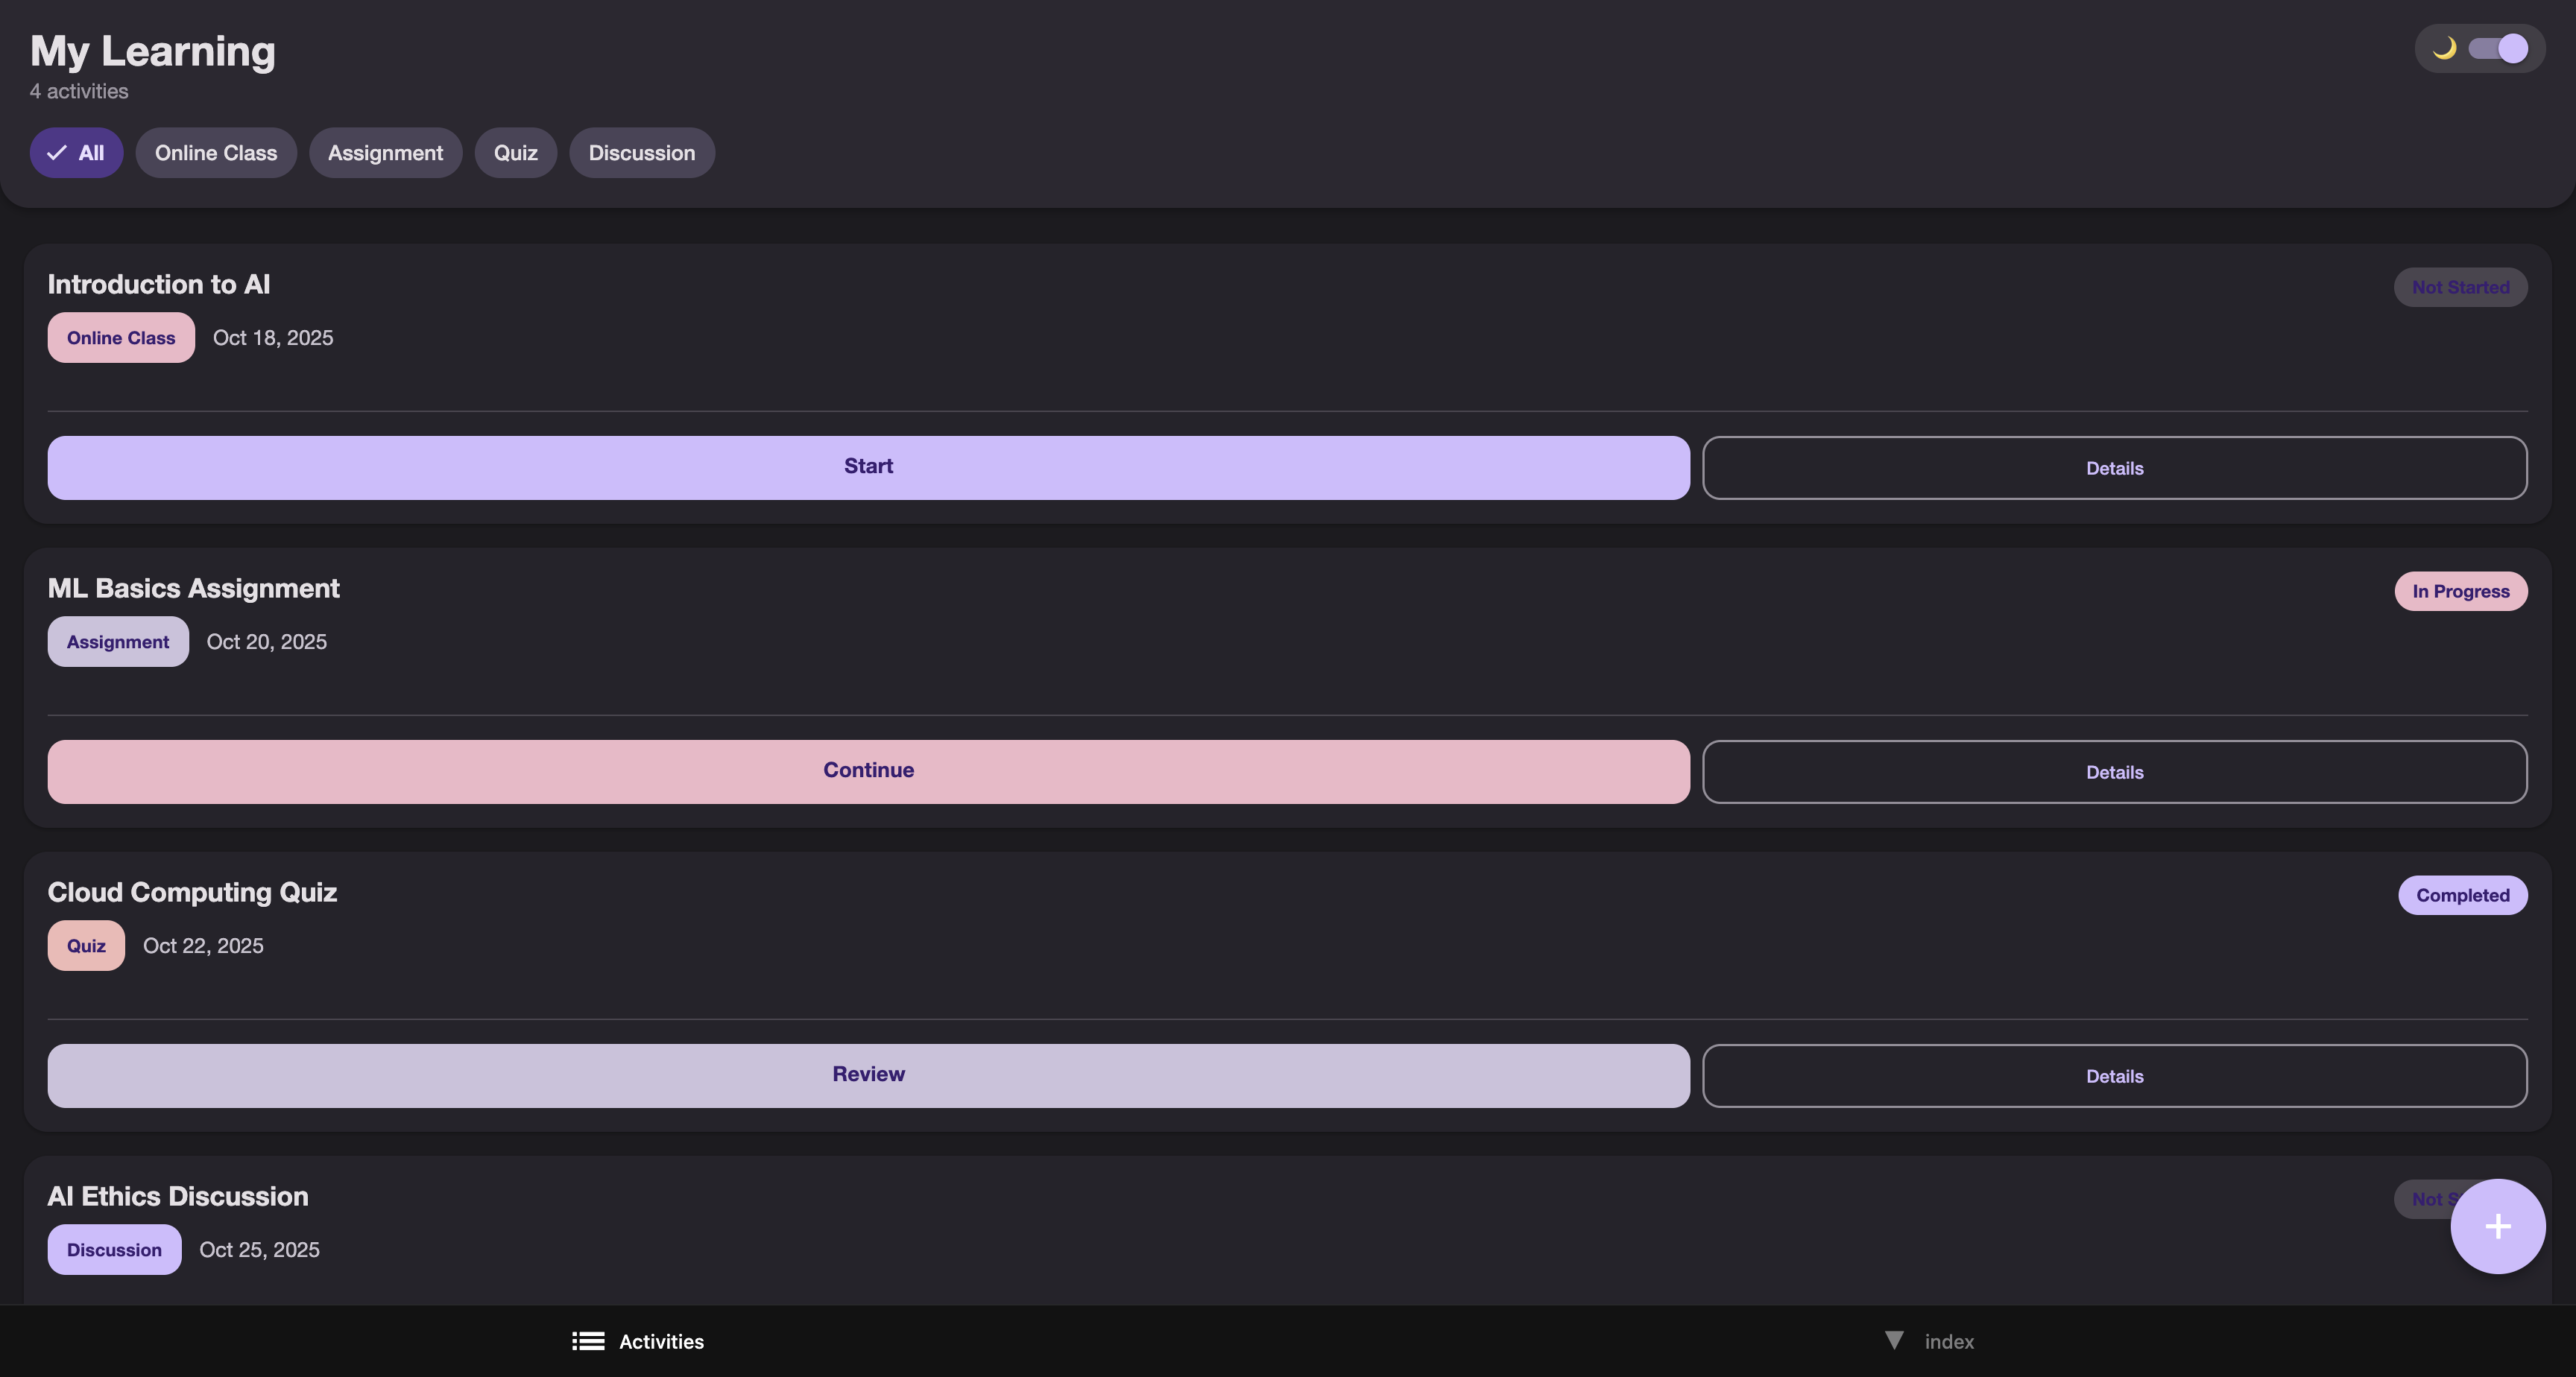 My Learning
4 activities
All
Online Class
Assignment
Quiz
Discussion
Introduction to AI
Not Started
Online Class
Oct 18, 2025
Start
Details
ML Basics Assignment
In Progress
Assignment
Oct 20, 2025
Continue
Details
Cloud Computing Quiz
Completed
Quiz
Oct 22, 2025
Review
Details
AI Ethics Discussion
Not
Discussion
Oct 25, 2025
+
Activities
index